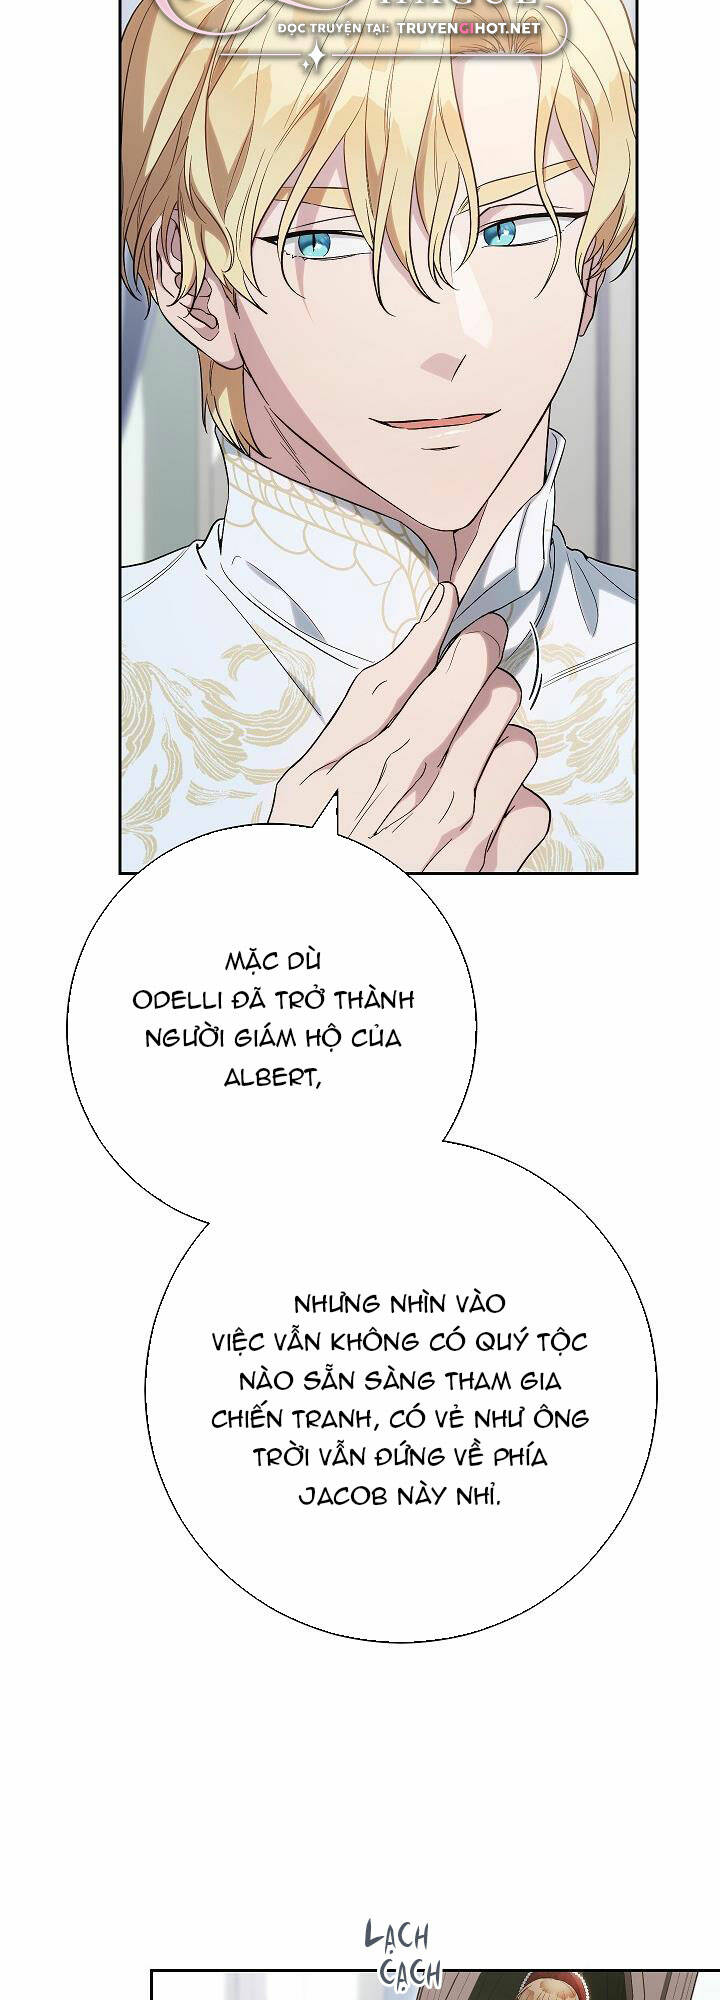 ĐỌC TRUYỆN TẠI: TRUYENGIHOT.NET
MẶC DÙ
ODELLI ĐÃ TRỞ THÀNH
NGƯỜI GIÁM HỘ CỦA
ALBERT,
NHƯNG NHÌN VÀO
VIỆC VẪN KHÔNG CÓ QUÝ TỘC
NÀO SẴN SÀNG THAM GIA
CHIẾN TRANH, CÓ VẺ NHƯ ÔNG
TRỜI VẪN ĐỨNG VỀ PHÍA
JACOB NÀY NHỈ.
LẠCH
CẠCH